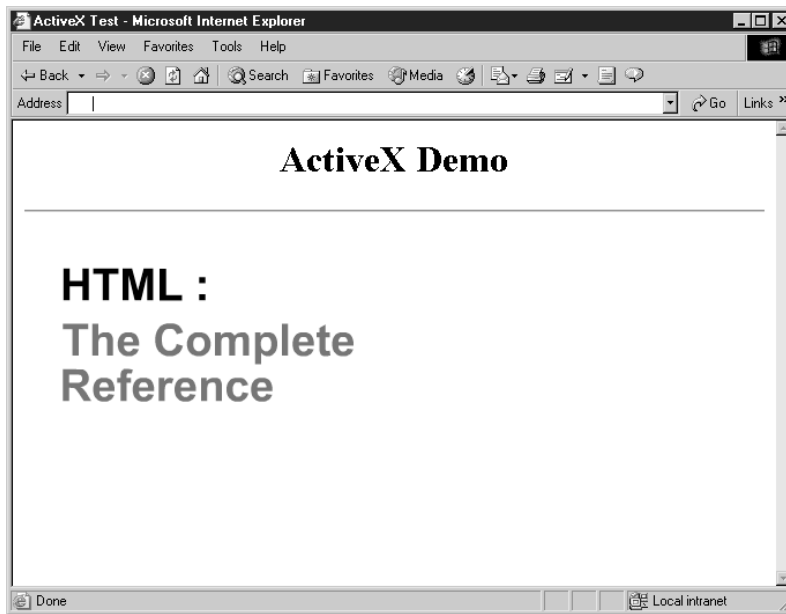 ActiveX Test - Microsoft Internet Explorer
File Edit View Favorites Tools Help
Back Search Favorites Media
Address Go Links »
ActiveX Demo
HTML :
The Complete
Reference
Done Local intranet